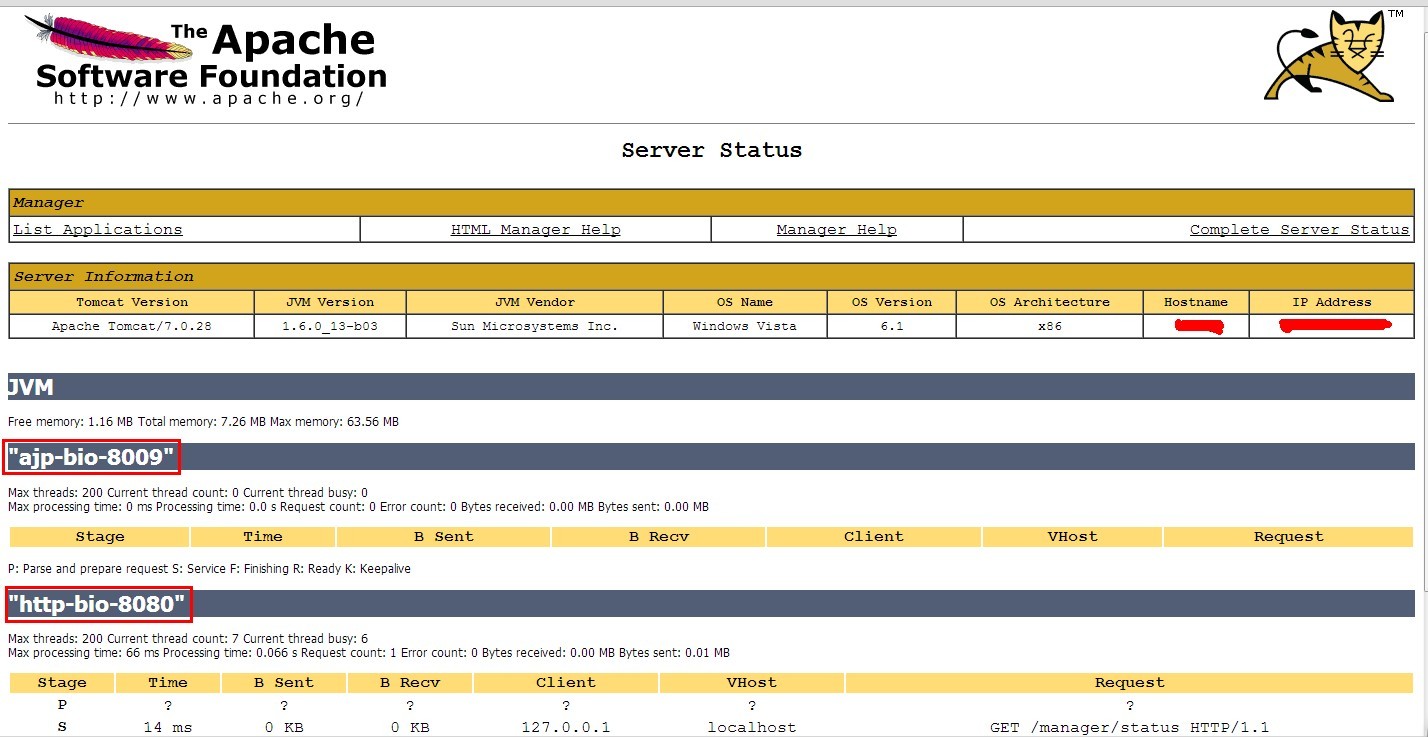 The Apache
Software Foundation
http://www.apache.org/
TM
Server Status
Manager
List Applications HTML Manager Help Manager Help Complete Server Status
Server Information
Tomcat Version JVM Version JVM Vendor OS Name OS Version OS Architecture Hostname IP Address
Apache Tomcat/7.0.28 1.6.0_13-b03 Sun Microsystems Inc. Windows Vista 6.1 x86
JVM
Free memory: 1.16 MB Total memory: 7.26 MB Max memory: 63.56 MB
"ajp-bio-8009"
Max threads: 200 Current thread count: 0 Current thread busy: 0
Max processing time: 0 ms Processing time: 0.0 s Request count: 0 Error count: 0 Bytes received: 0.00 MB Bytes sent: 0.00 MB
Stage Time B Sent B Recv Client VHost Request
P: Parse and prepare request S: Service F: Finishing R: Ready K: Keepalive
"http-bio-8080"
Max threads: 200 Current thread count: 7 Current thread busy: 6
Max processing time: 66 ms Processing time: 0.066 s Request count: 1 Error count: 0 Bytes received: 0.00 MB Bytes sent: 0.01 MB
Stage Time B Sent B Recv Client VHost Request
P ? ? ? ? ? ?
S 14 ms 0 KB 0 KB 127.0.0.1 localhost GET /manager/status HTTP/1.1